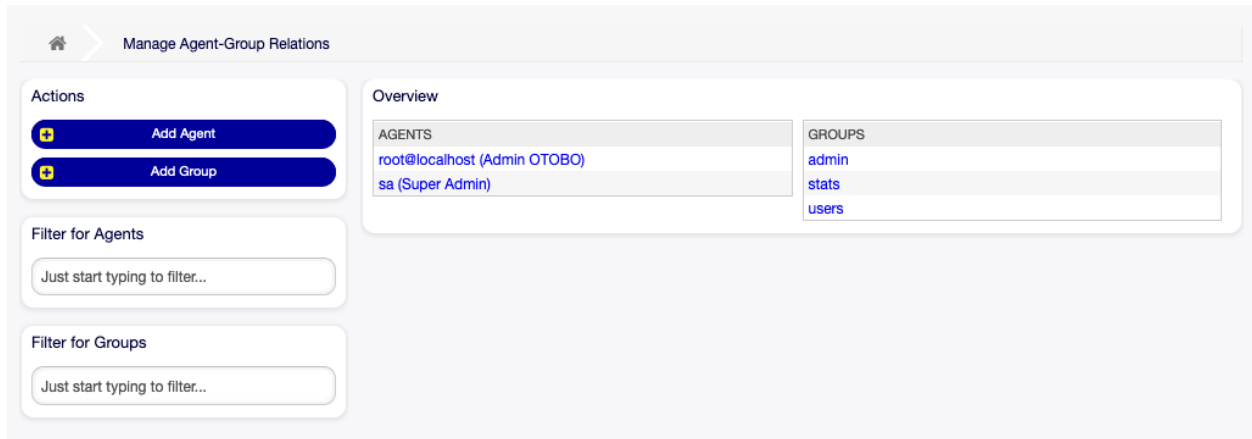 Manage Agent-Group Relations
Actions
Add Agent
Add Group
Filter for Agents
Just start typing to filter...
Filter for Groups
Just start typing to filter...
Overview
AGENTS
root@localhost (Admin OTOBO)
sa (Super Admin)
GROUPS
admin
stats
users